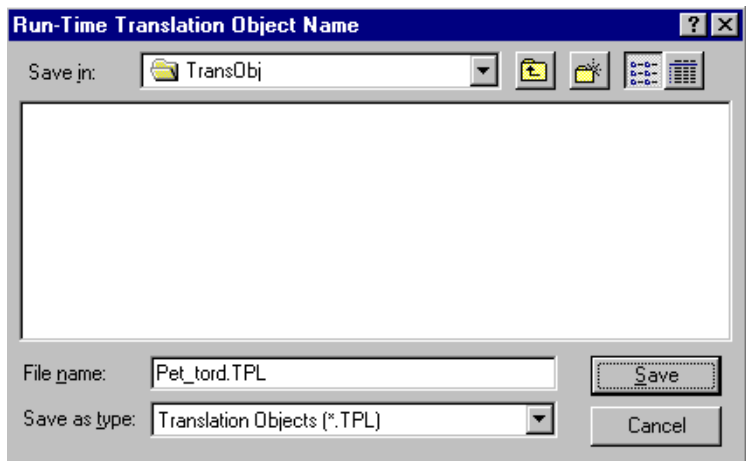 Run-Time Translation Object Name
Save in: TransObj
File name: Pet_tord.TPL Save
Save as type: Translation Objects (*.TPL) Cancel